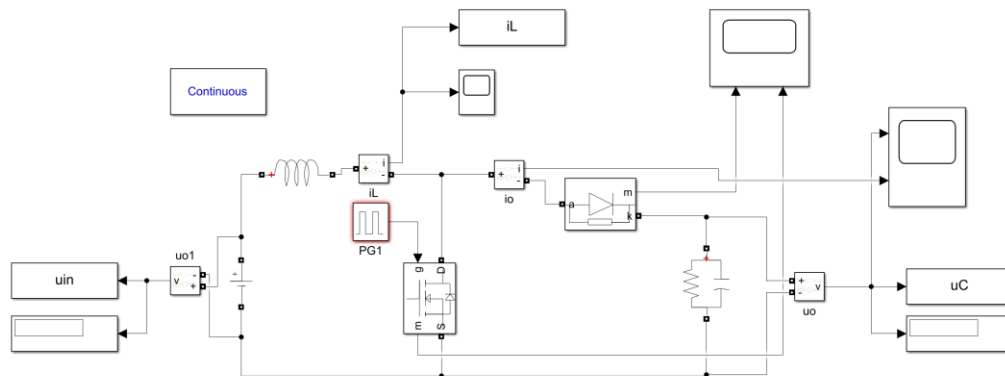 iL
Continuous
i
+
-
iL
+
i
-
io
m
a
k
PG1
uo1
uin
v
-
+
+
g
D
m
S
+
-
v
uo
uC